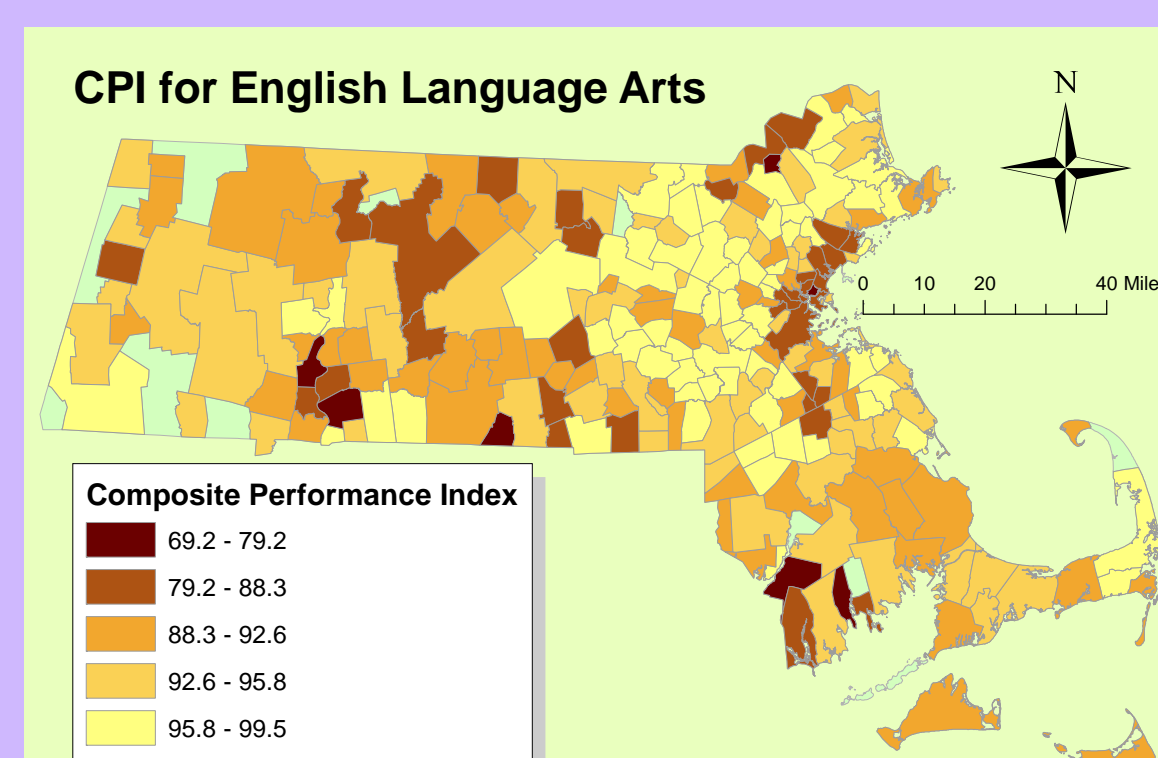 CPI for English Language Arts
N
0 10 20 40 Mile
Composite Performance Index
69.2 - 79.2
79.2 - 88.3
88.3 - 92.6
92.6 - 95.8
95.8 - 99.5